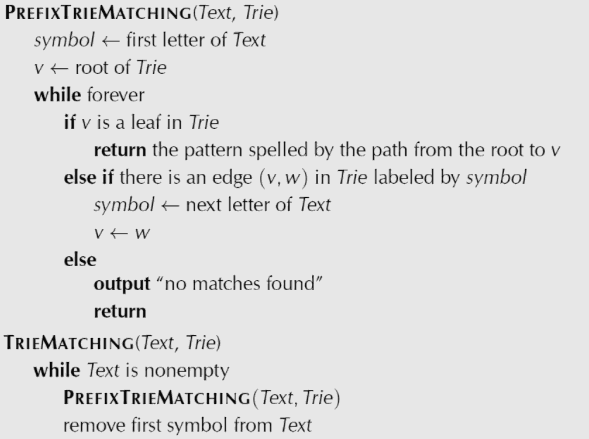 PREFIXTRIEMATCHING(Text, Trie)
symbol ← first letter of Text
v ← root of Trie
while forever
if v is a leaf in Trie
return the pattern spelled by the path from the root to v
else if there is an edge (v, w) in Trie labeled by symbol
symbol ← next letter of Text
v ← w
else
output “no matches found”
return
TRIEMATCHING(Text, Trie)
while Text is nonempty
PREFIXTRIEMATCHING(Text, Trie)
remove first symbol from Text